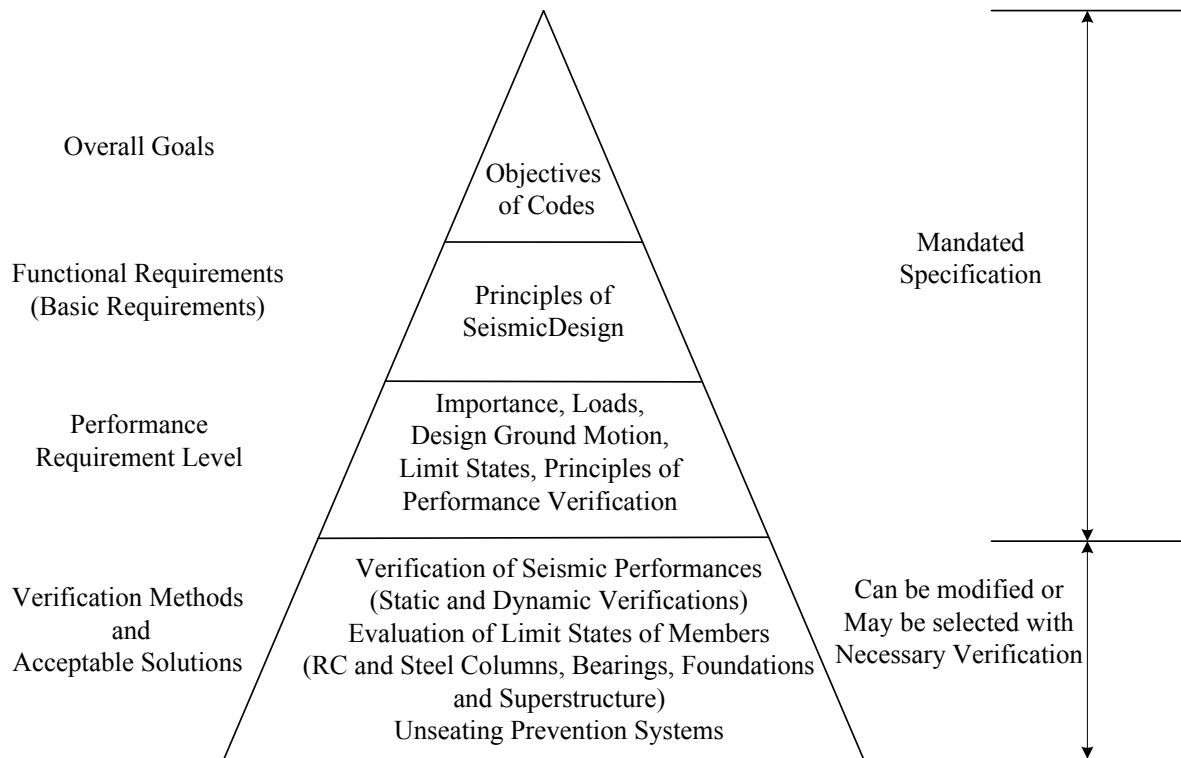 Overall Goals
Objectives
of Codes
Functional Requirements
(Basic Requirements)
Principles of
SeismicDesign
Mandated
Specification
Performance
Requirement Level
Importance, Loads,
Design Ground Motion,
Limit States, Principles of
Performance Verification
Verification Methods
and
Acceptable Solutions
Verification of Seismic Performances
(Static and Dynamic Verifications)
Evaluation of Limit States of Members
(RC and Steel Columns, Bearings, Foundations
and Superstructure)
Unseating Prevention Systems
Can be modified or
May be selected with
Necessary Verification